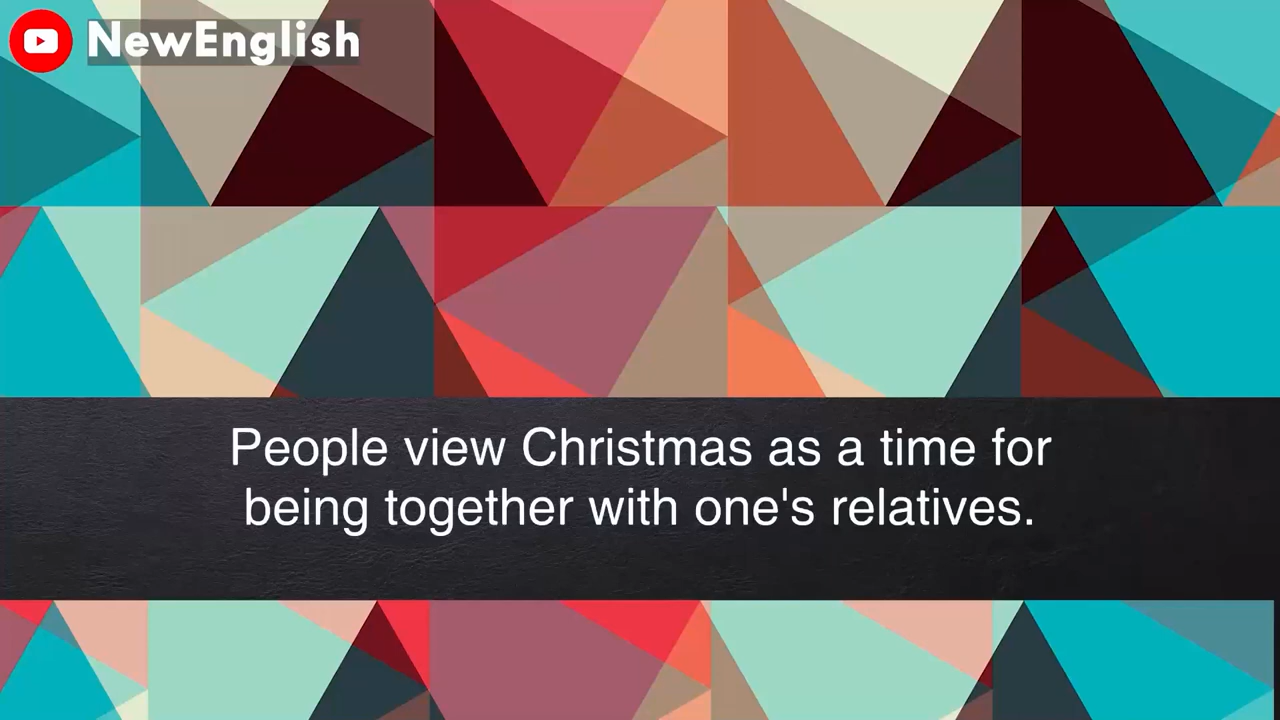 NewEnglish
People view Christmas as a time for
being together with one's relatives.